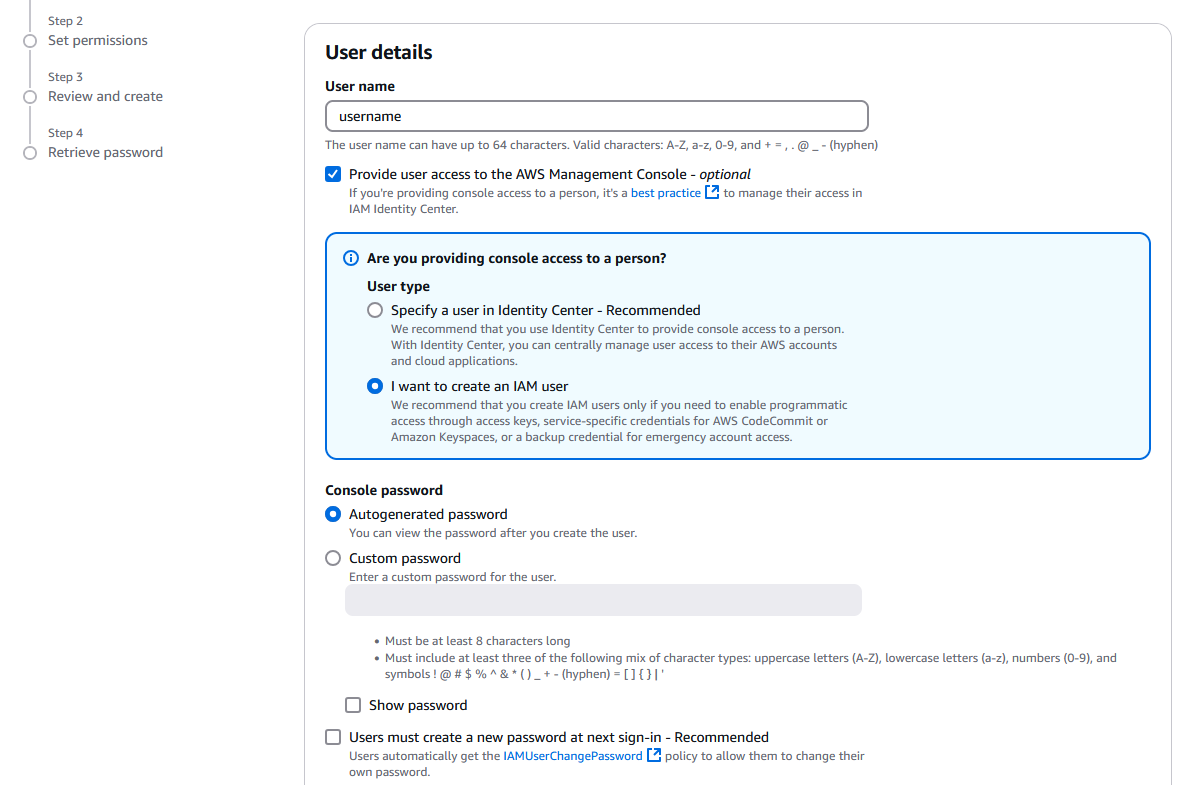 Step 2
Set permissions
Step 3
Review and create
Step 4
Retrieve password
User details
User name
username
The user name can have up to 64 characters. Valid characters: A-Z, a-z, 0-9, and + = , . @ _ - (hyphen)
Provide user access to the AWS Management Console - optional
If you're providing console access to a person, it's a best practice to manage their access in
IAM Identity Center.
Are you providing console access to a person?
User type
Specify a user in Identity Center - Recommended
We recommend that you use Identity Center to provide console access to a person.
With Identity Center, you can centrally manage user access to their AWS accounts
and cloud applications.
I want to create an IAM user
We recommend that you create IAM users only if you need to enable programmatic
access through access keys, service-specific credentials for AWS CodeCommit or
Amazon Keyspaces, or a backup credential for emergency account access.
Console password
Autogenerated password
You can view the password after you create the user.
Custom password
Enter a custom password for the user.
• Must be at least 8 characters long
• Must include at least three of the following mix of character types: uppercase letters (A-Z), lowercase letters (a-z), numbers (0-9), and
symbols ! @ # $ % ^ & * ( ) _ + - (hyphen) = [ ] { } | '
Show password
Users must create a new password at next sign-in - Recommended
Users automatically get the IAMUserChangePassword policy to allow them to change their
own password.